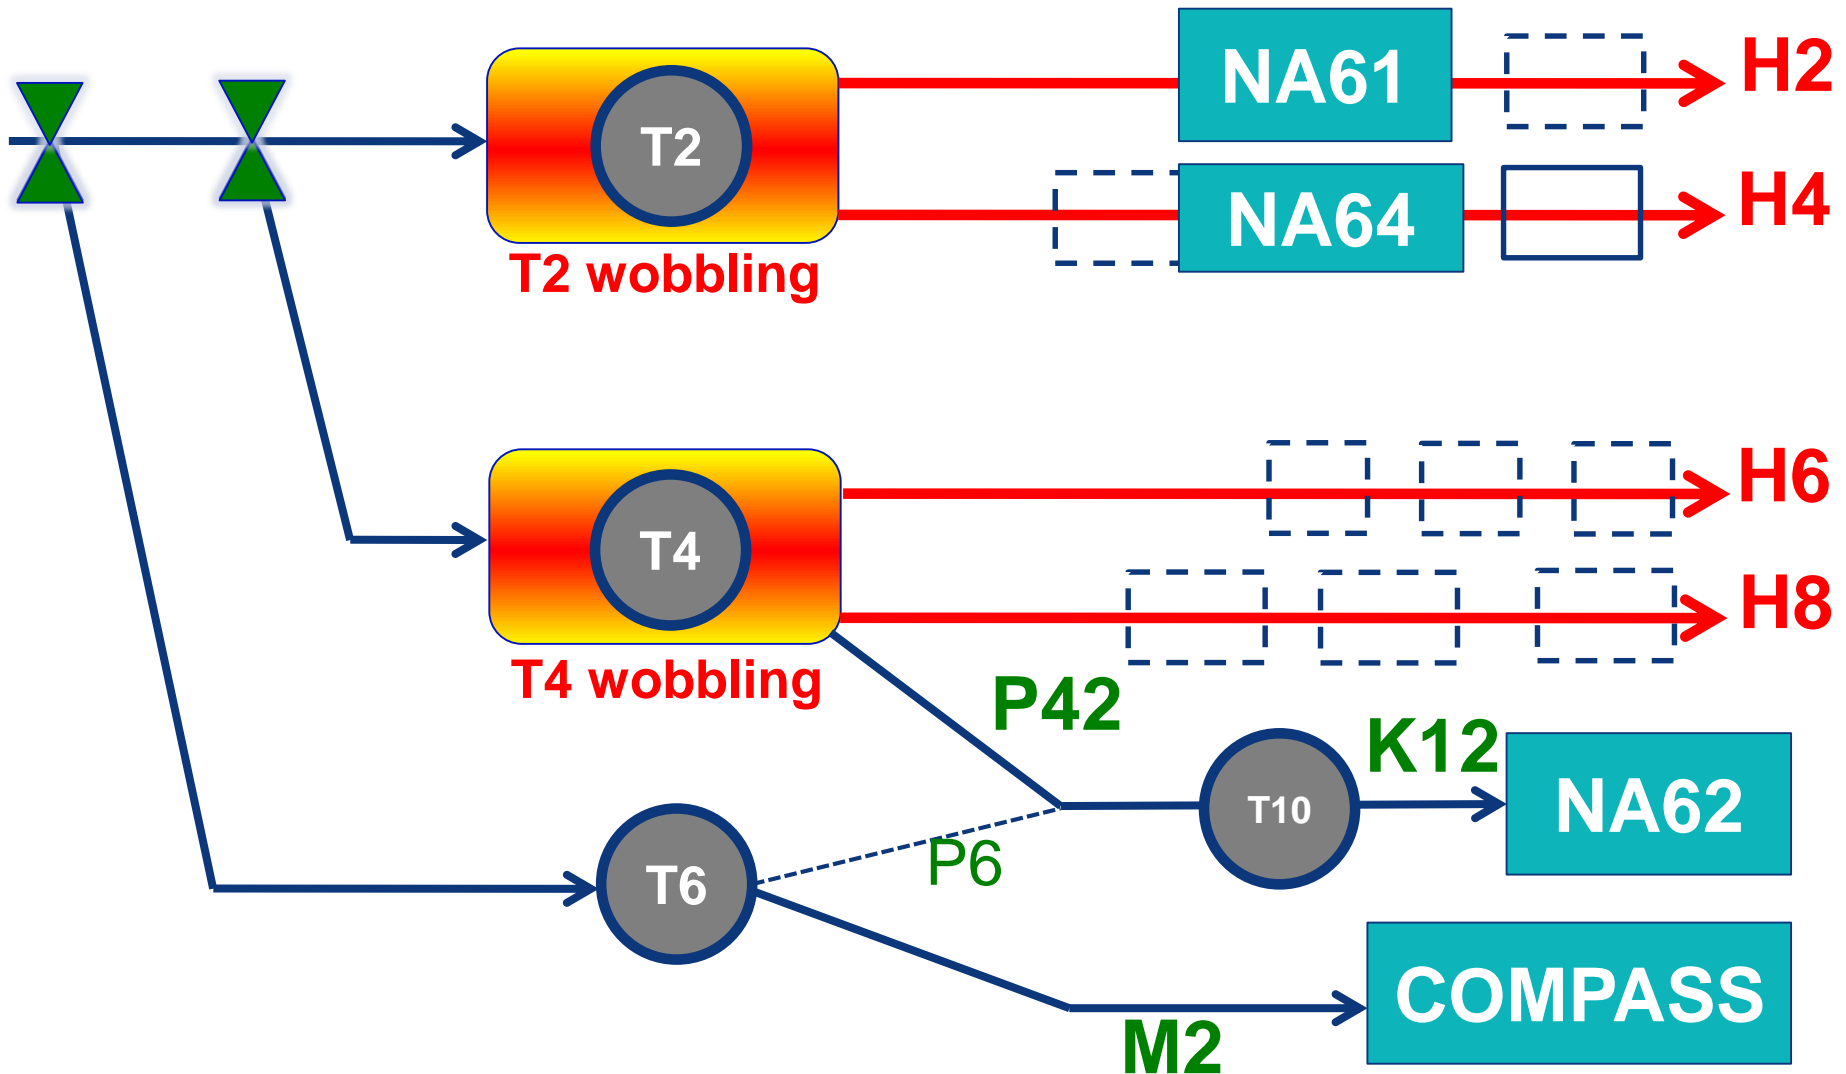 NA61
H2
T2
NA64
H4
T2 wobbling
H6
T4
H8
T4 wobbling
P42
K12
T10
NA62
P6
T6
COMPASS
M2